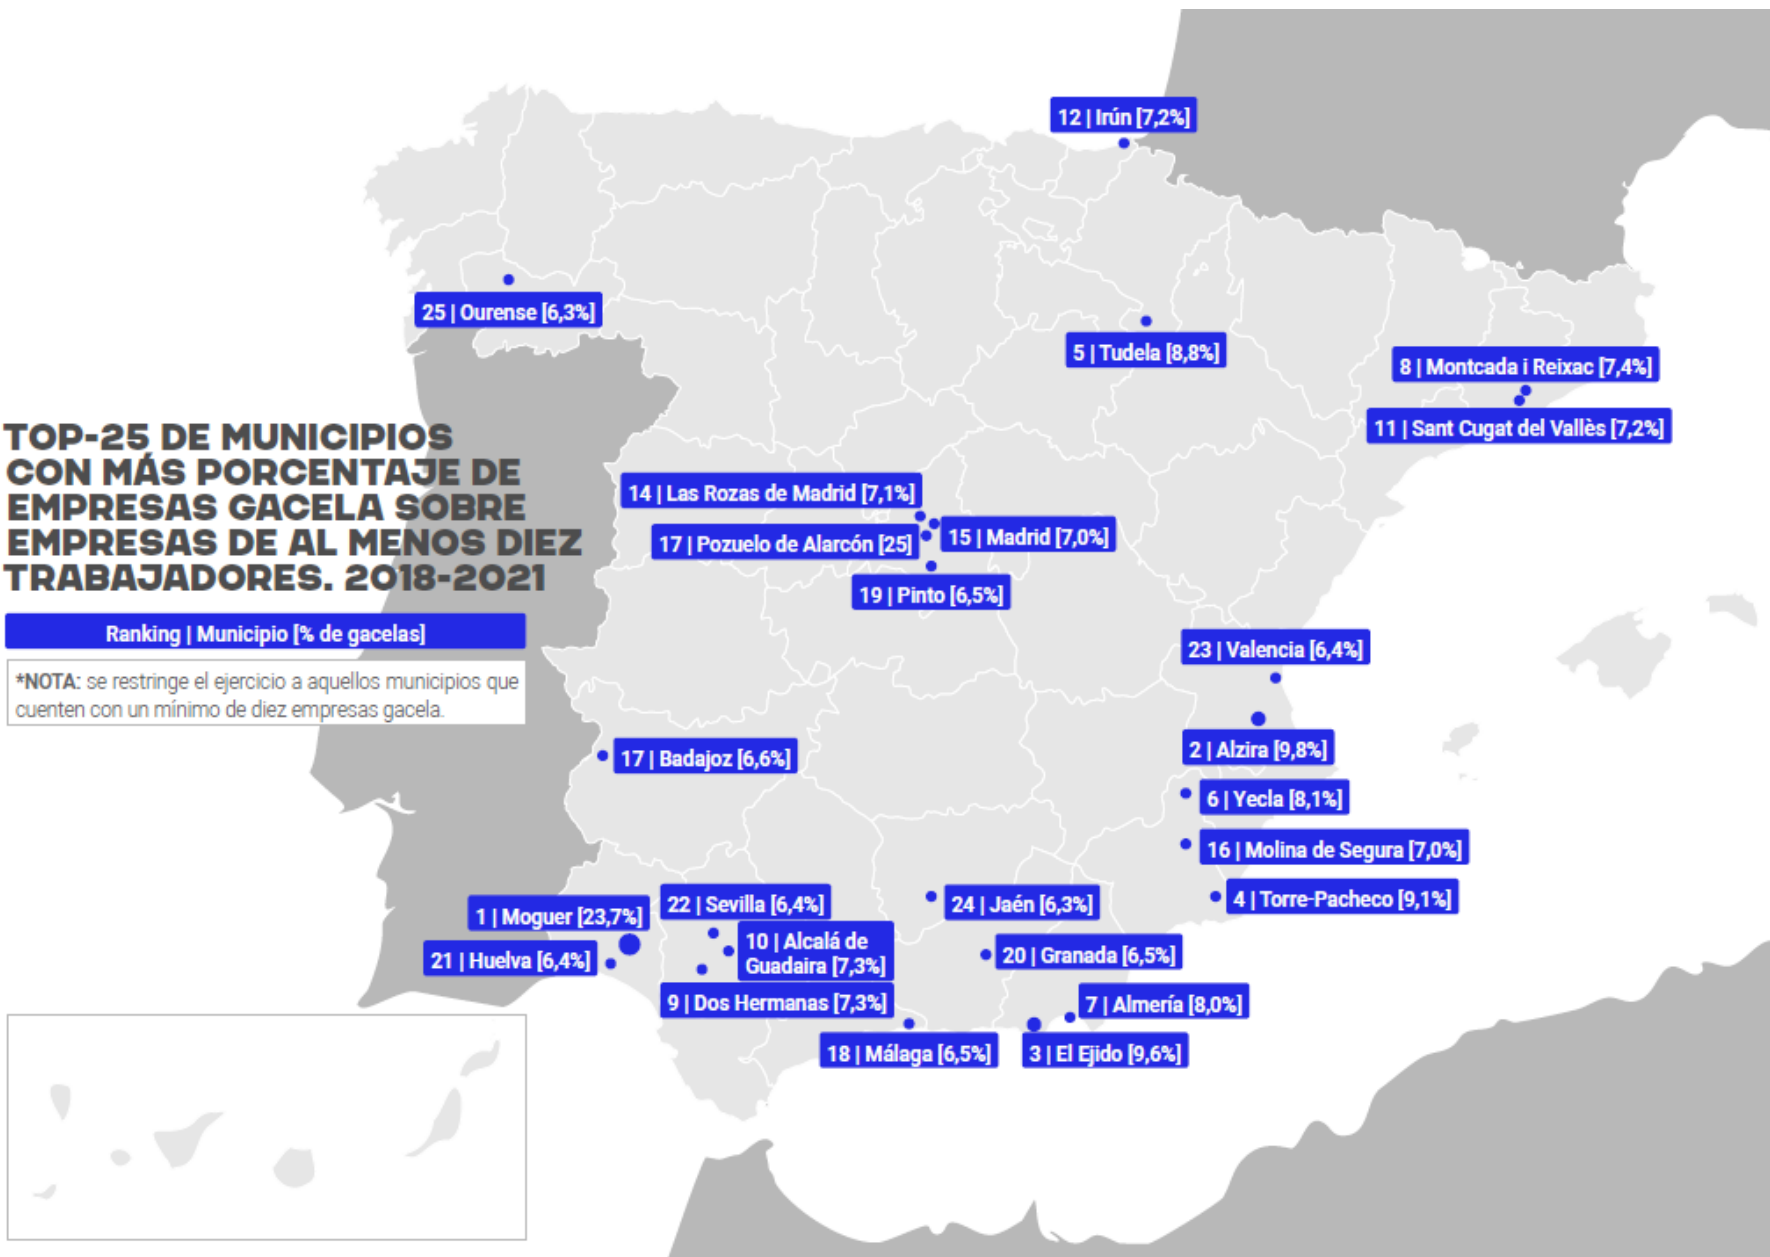 12 | Irún [7,2%]
25 | Ourense [6,3%]
5 | Tudela [8,8%]
8 | Montcada i Reixac [7,4%]
11 | Sant Cugat del Vallès [7,2%]
TOP-25 DE MUNICIPIOS
CON MÁS PORCENTAJE DE
EMPRESAS GACELA SOBRE
EMPRESAS DE AL MENOS DIEZ
TRABAJADORES. 2018-2021
Ranking | Municipio [% de gacelas]
*NOTA: se restringe el ejercicio a aquellos municipios que
cuenten con un mínimo de diez empresas gacela.
14 | Las Rozas de Madrid [7,1%]
15 | Madrid [7,0%]
17 | Pozuelo de Alarcón [25]
19 | Pinto [6,5%]
23 | Valencia [6,4%]
2 | Alzira [9,8%]
17 | Badajoz [6,6%]
6 | Yecla [8,1%]
16 | Molina de Segura [7,0%]
4 | Torre-Pacheco [9,1%]
1 | Moguer [23,7%]
22 | Sevilla [6,4%]
24 | Jaén [6,3%]
21 | Huelva [6,4%]
10 | Alcalá de
Guadaira [7,3%]
20 | Granada [6,5%]
9 | Dos Hermanas [7,3%]
7 | Almería [8,0%]
18 | Málaga [6,5%]
3 | El Ejido [9,6%]